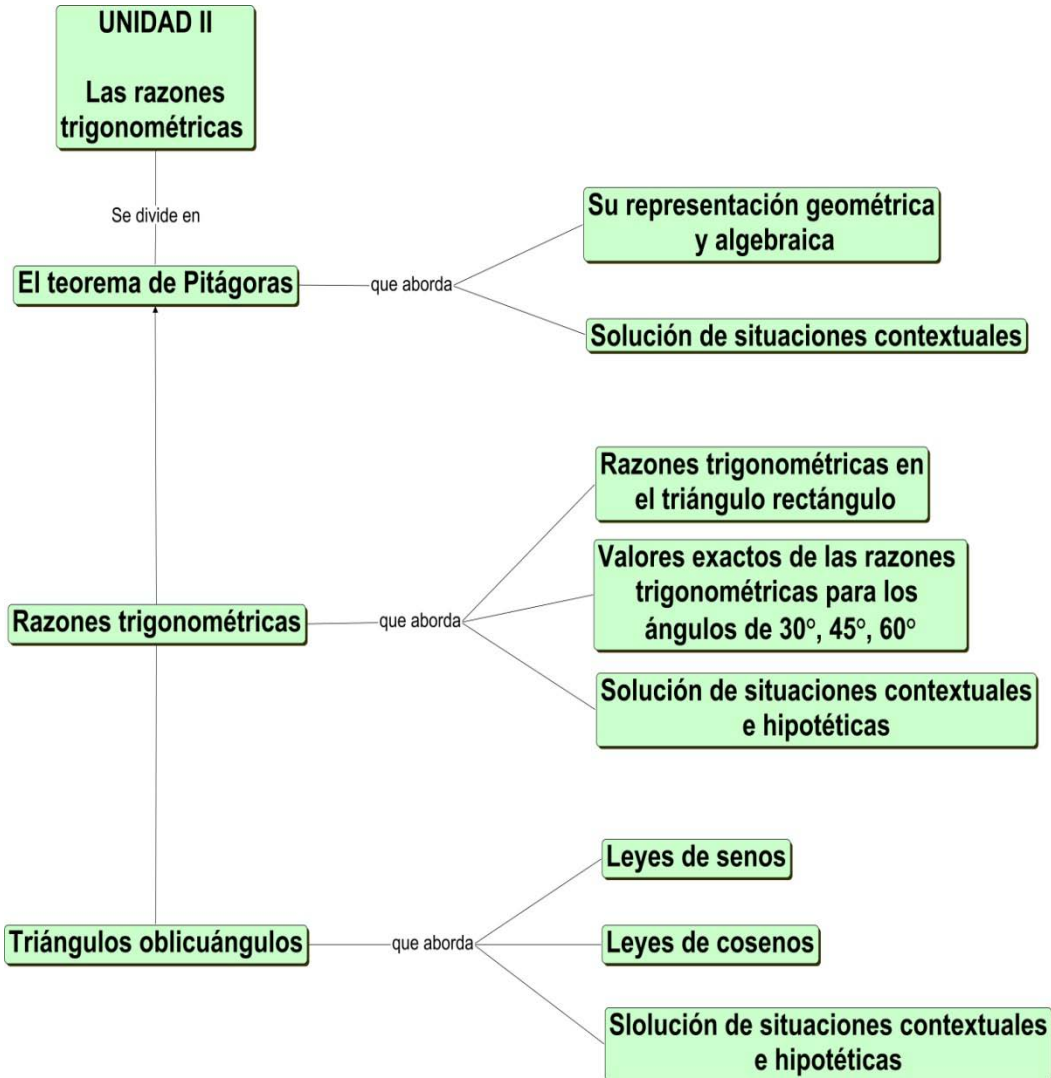 UNIDAD II
Las razones
trigonométricas
Se divide en
El teorema de Pitágoras
que aborda
Su representación geométrica
y algebraica
Solución de situaciones contextuales
Razones trigonométricas
que aborda
Razones trigonométricas en
el triángulo rectángulo
Valores exactos de las razones
trigonométricas para los
ángulos de 30°, 45°, 60°
Solución de situaciones contextuales
e hipotéticas
Triángulos oblicuángulos
que aborda
Leyes de senos
Leyes de cosenos
Slolución de situaciones contextuales
e hipotéticas